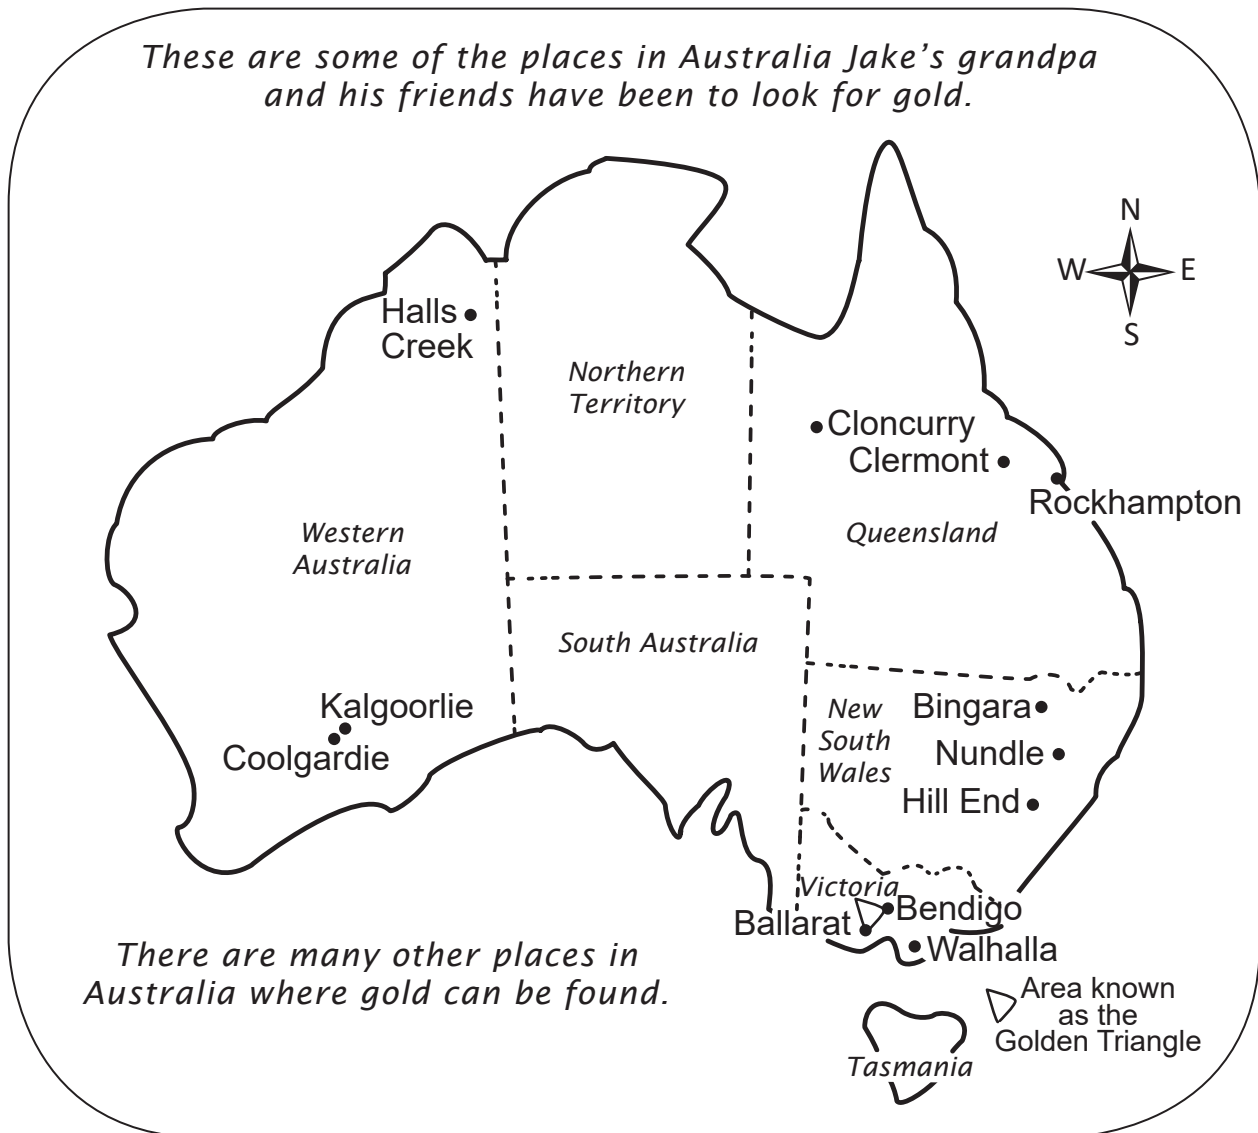 These are some of the places in Australia Jake's grandpa
and his friends have been to look for gold.
N
W
E
S
Halls
Creek
Northern
Territory
Cloncurry
Clermont
Rockhampton
Western
Australia
Queensland
South Australia
Kalgoorlie
Coolgardie
New
South
Wales
Bingara
Nundle
Hill End
Victoria
Bendigo
Ballarat
Walhalla
There are many other places in
Australia where gold can be found.
Area known
as the
Golden Triangle
Tasmania